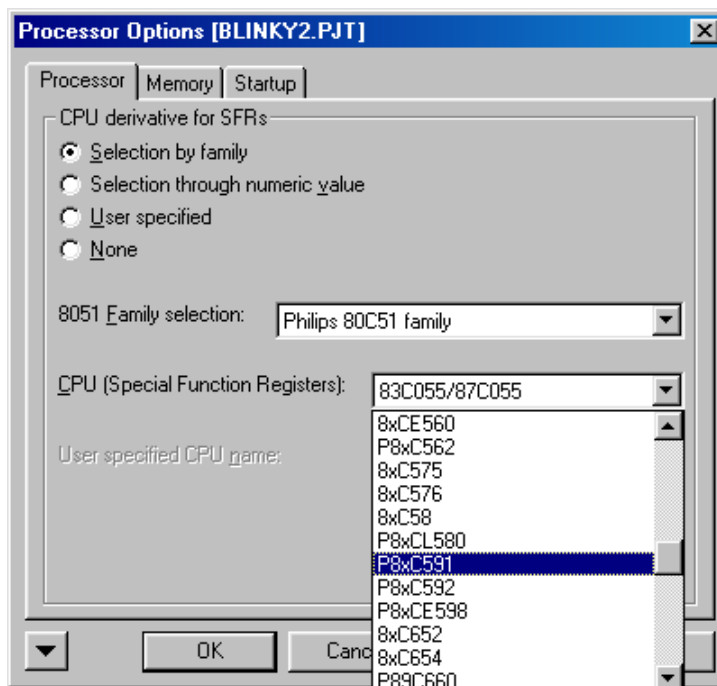 Processor Options [BLINKY2.PJT]
Processor Memory Startup
CPU derivative for SFRs
Selection by family
Selection through numeric value
User specified
None
8051 Family selection: Philips 80C51 family
CPU (Special Function Registers): 83C055/87C055
8xCE560
P8xC562
8xC575
User specified CPU name:
8xC576
8xC58
P8xCL580
P8xC591
P8xC592
P8xCE598
8xC652
8xC654
P89C660
OK Canc